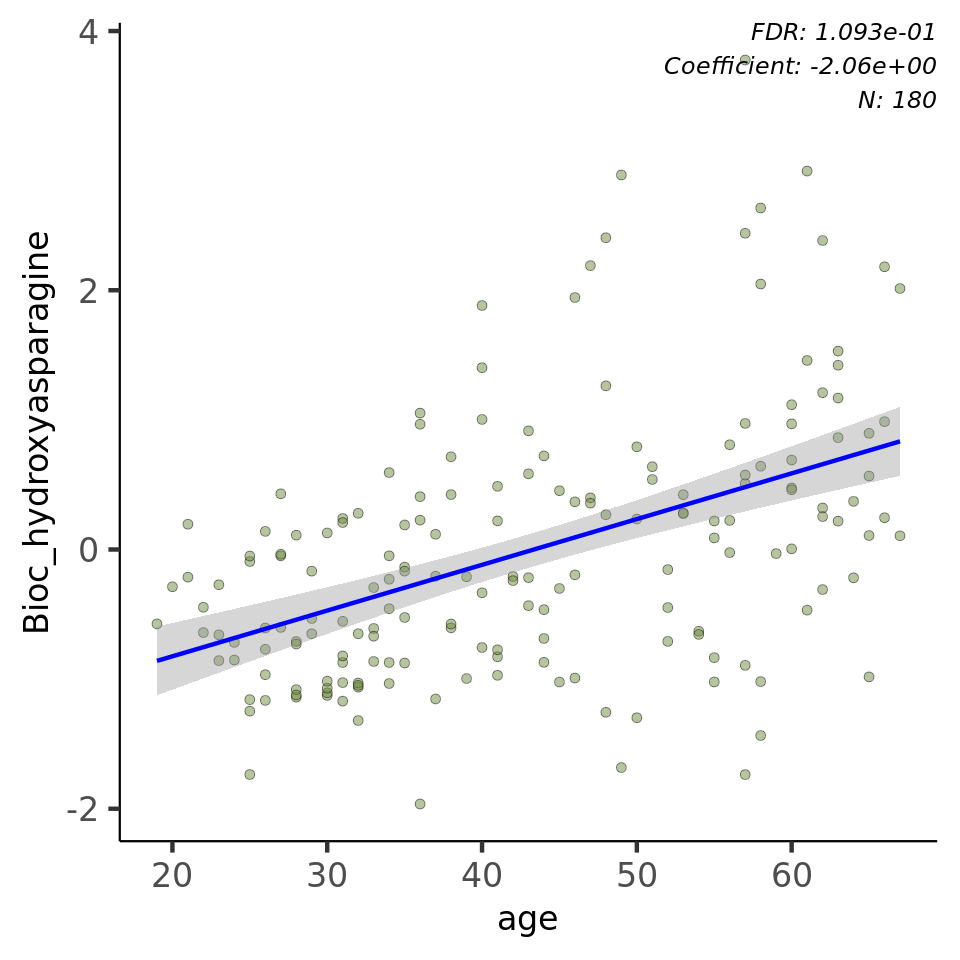 FDR: 1.093e-01
Coefficient: -2.06e+00
N: 180
4
2
0
-2
Bioc_hydroxyasparagine
20 30 40 50 60
age